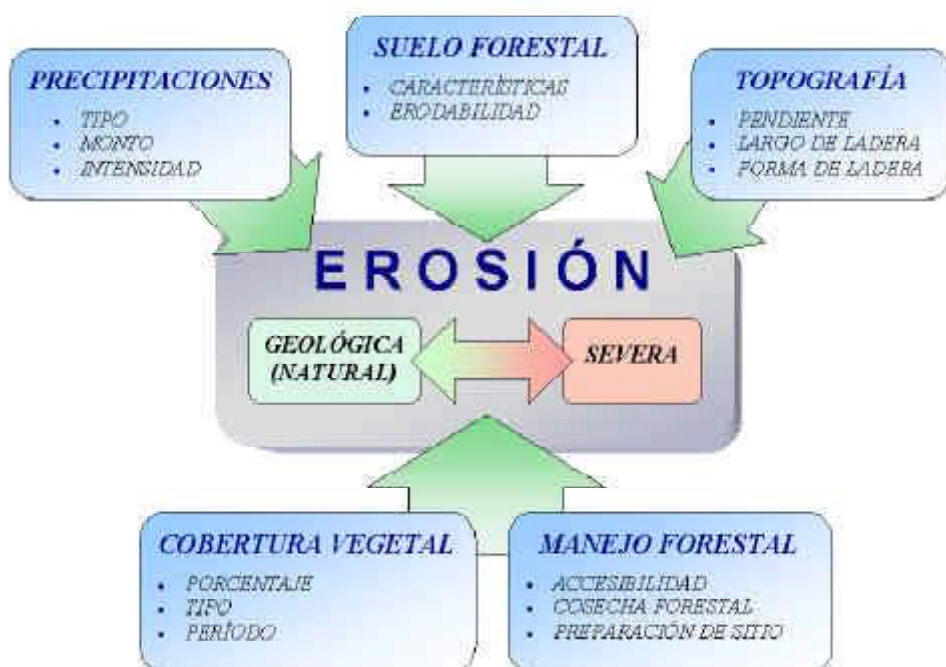 PRECIPITACIONES
• TIPO
• MONTO
• INTENSIDAD
SUELO FORESTAL
• CARACTERÍSTICAS
• ERODABILIDAD
TOPOGRAFÍA
• PENDIENTE
• LARGO DE LADERA
• FORMA DE LADERA
EROSIÓN
GEOLÓGICA
(NATURAL)
SEVERA
COBERTURA VEGETAL
• PORCENTAJE
• TIPO
• PERÍODO
MANEJO FORESTAL
• ACCESIBILIDAD
• COSECHA FORESTAL
• PREPARACIÓN DE SITIO